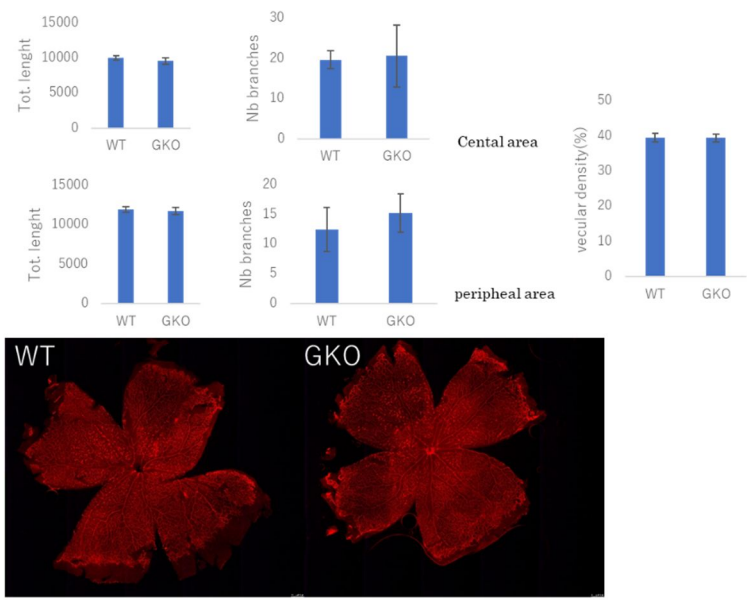 15000
10000
5000
0
Tot. lenght
WT GKO
30
20
10
0
Nb branches
WT GKO
Cental area
15000
10000
5000
0
Tot. lenght
WT GKO
20
15
10
5
0
Nb branches
WT GKO
peripheal area
50
40
30
20
10
0
vecular density(%)
WT GKO
WT
GKO